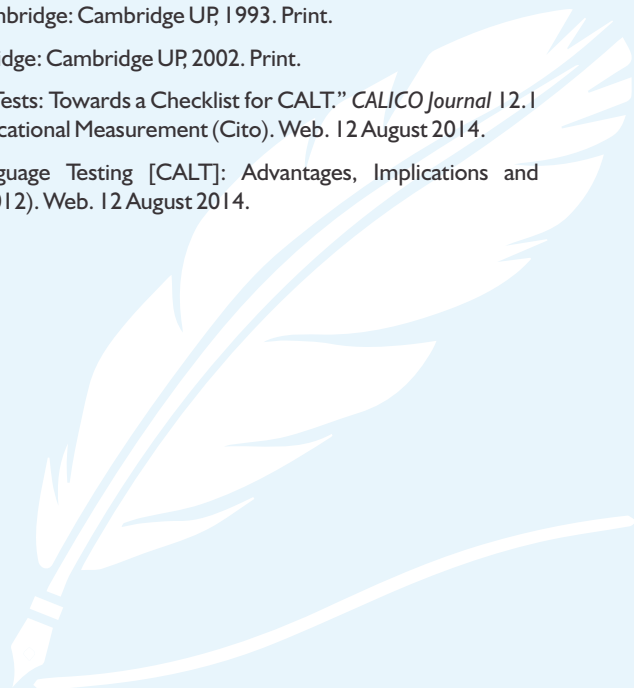 mbridge: Cambridge UP, 1993. Print.
idge: Cambridge UP, 2002. Print.
Tests: Towards a Checklist for CALT.” CALICO Journal 12.1
cational Measurement (Cito). Web. 12 August 2014.
guage Testing [CALT]: Advantages, Implications and
012). Web. 12 August 2014.